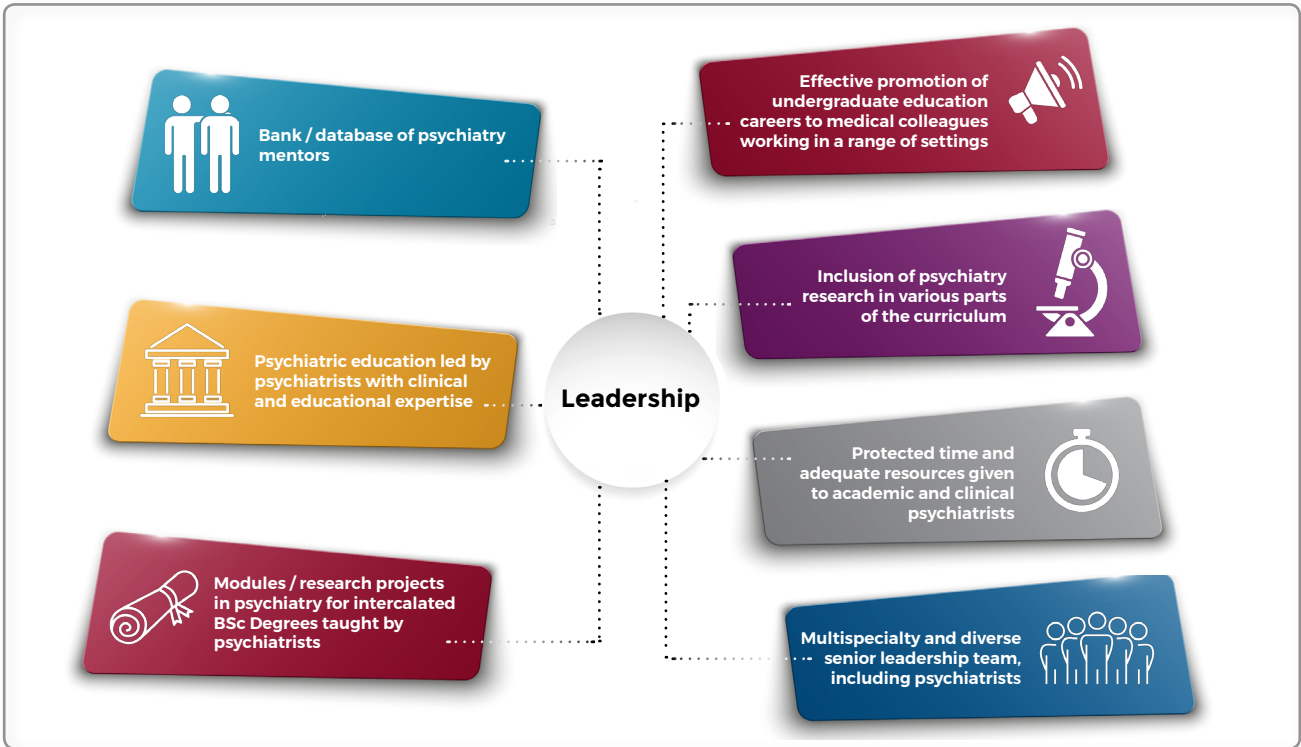 Bank / database of psychiatry
mentors
Psychiatric education led by
psychiatrists with clinical
and educational expertise
Modules / research projects
in psychiatry for intercalated
BSc Degrees taught by
psychiatrists
Leadership
Effective promotion of
undergraduate education
careers to medical colleagues
working in a range of settings
Inclusion of psychiatry
research in various parts
of the curriculum
Protected time and
adequate resources given
to academic and clinical
psychiatrists
Multispecialty and diverse
senior leadership team,
including psychiatrists